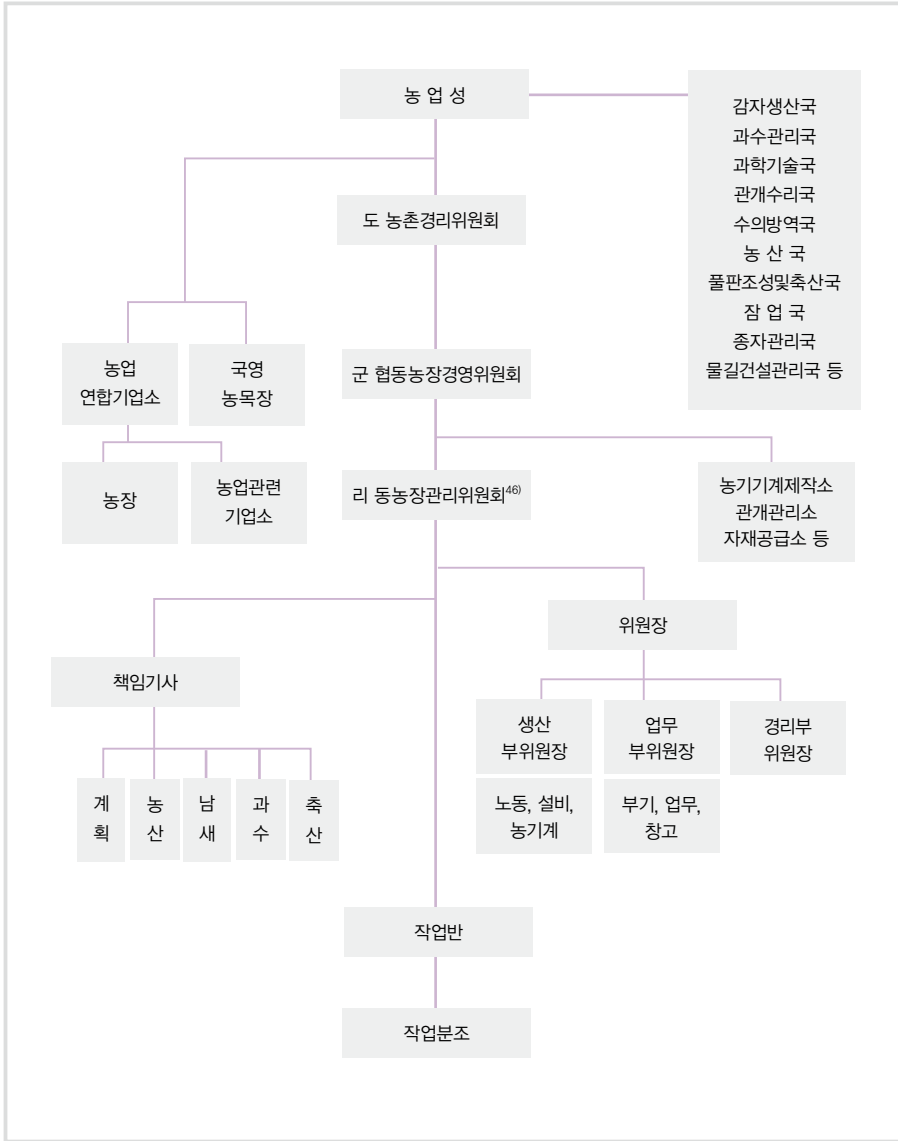 농 업 성
감자생산국
과수관리국
과학기술국
관개수리국
수의방역국
농 산 국
풀판조성및축산국
잠 업 국
종자관리국
물길건설관리국 등
도 농촌경리위원회
농업
연합기업소
국영
농목장
군 협동농장경영위원회
농장
농업관련
기업소
리 동농장관리위원회46)
농기기계제작소
관개관리소
자재공급소 등
위원장
책임기사
생산
부위원장
업무
부위원장
경리부
위원장
노동, 설비,
농기계
부기, 업무,
창고
계
획
농
산
남
새
과
수
축
산
작업반
작업분조